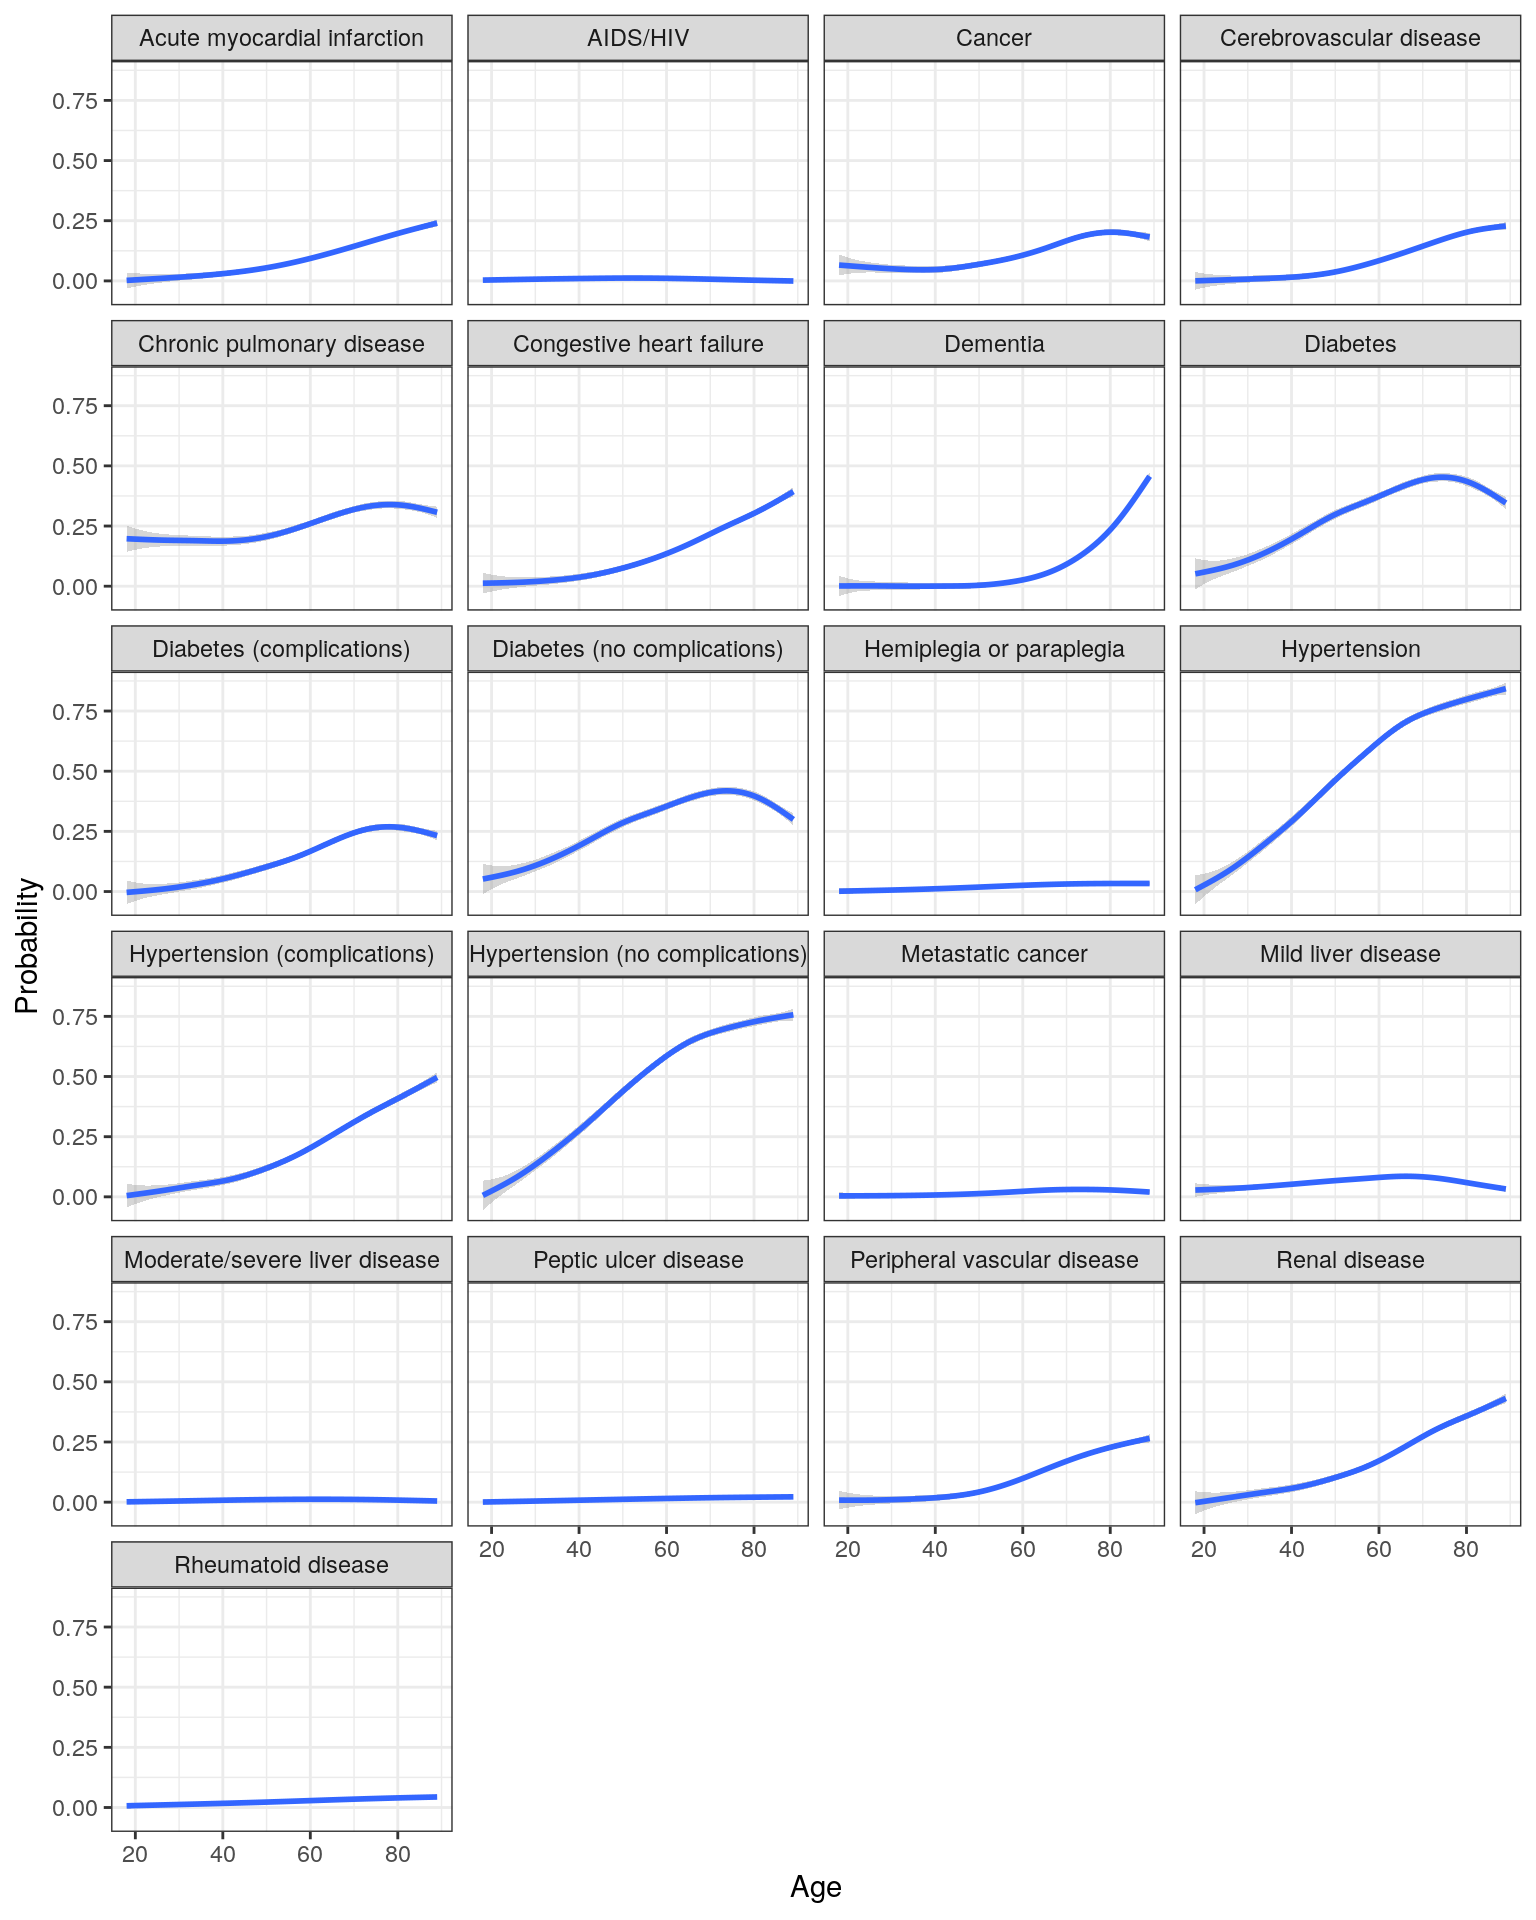 Acute myocardial infarction
AIDS/HIV
Cancer
Cerebrovascular disease
0.75
0.50
0.25
0.00
Chronic pulmonary disease
Congestive heart failure
Dementia
Diabetes
0.75
0.50
0.25
0.00
Diabetes (complications)
Diabetes (no complications)
Hemiplegia or paraplegia
Hypertension
0.75
0.50
0.25
0.00
Hypertension (complications)
Hypertension (no complications)
Metastatic cancer
Mild liver disease
0.75
0.50
0.25
0.00
Moderate/severe liver disease
Peptic ulcer disease
Peripheral vascular disease
Renal disease
0.75
0.50
0.25
0.00
20 40 60 80
20 40 60 80
20 40 60 80
Rheumatoid disease
0.75
0.50
0.25
0.00
20 40 60 80
Probability
Age